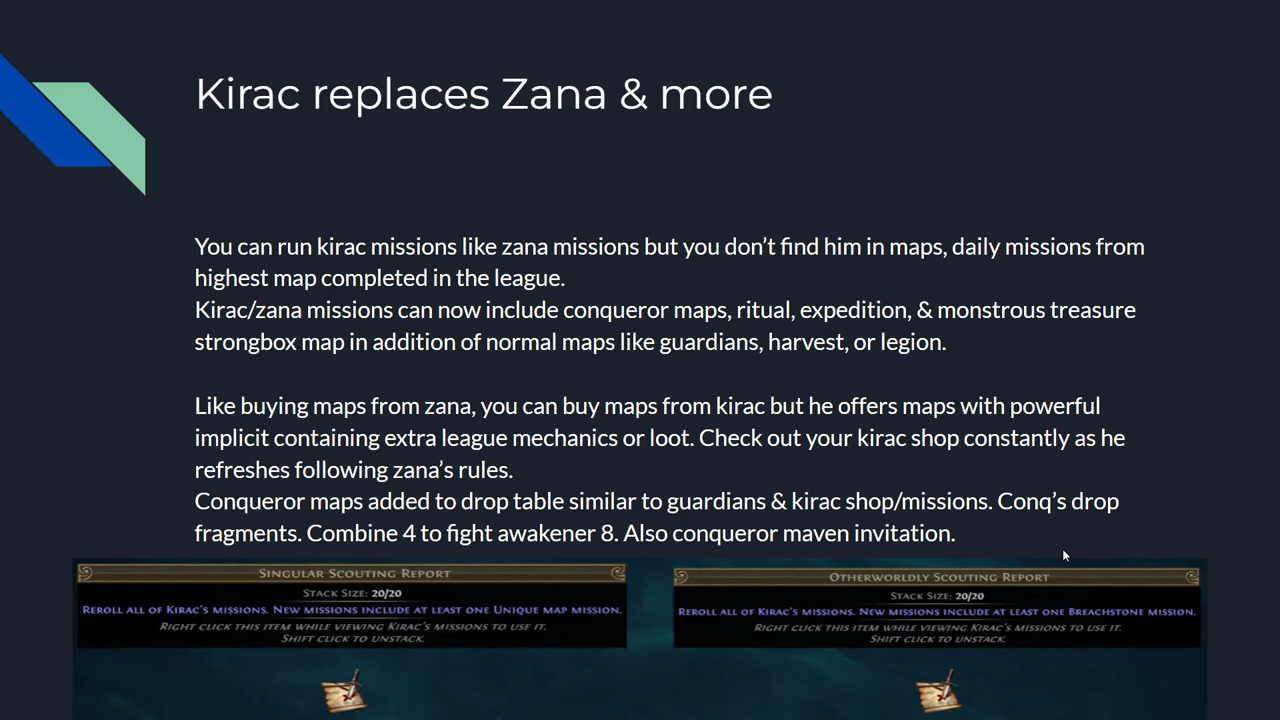 Kirac replaces Zana & more
You can run kirac missions like zana missions but you don’t find him in maps, daily missions from
highest map completed in the league.
Kirac/zana missions can now include conqueror maps, ritual, expedition, & monstrous treasure
strongbox map in addition of normal maps like guardians, harvest, or legion.
Like buying maps from zana, you can buy maps from kirac but he offers maps with powerful
implicit containing extra league mechanics or loot. Check out your kirac shop constantly as he
refreshes following zana’s rules.
Conqueror maps added to drop table similar to guardians & kirac shop/missions. Conq’s drop
fragments. Combine 4 to fight awakener 8. Also conqueror maven invitation.
Singular Scouting Report
Stack Size: 20/20
Reroll all of Kirac's missions. New missions include at least one Unique map mission.
Right click this item while viewing Kirac's missions to use it.
Shift click to unstack.
Otherworldly Scouting Report
Stack Size: 20/20
Reroll all of Kirac's missions. New missions include at least one Breachstone mission.
Right click this item while viewing Kirac's missions to use it.
Shift click to unstack.